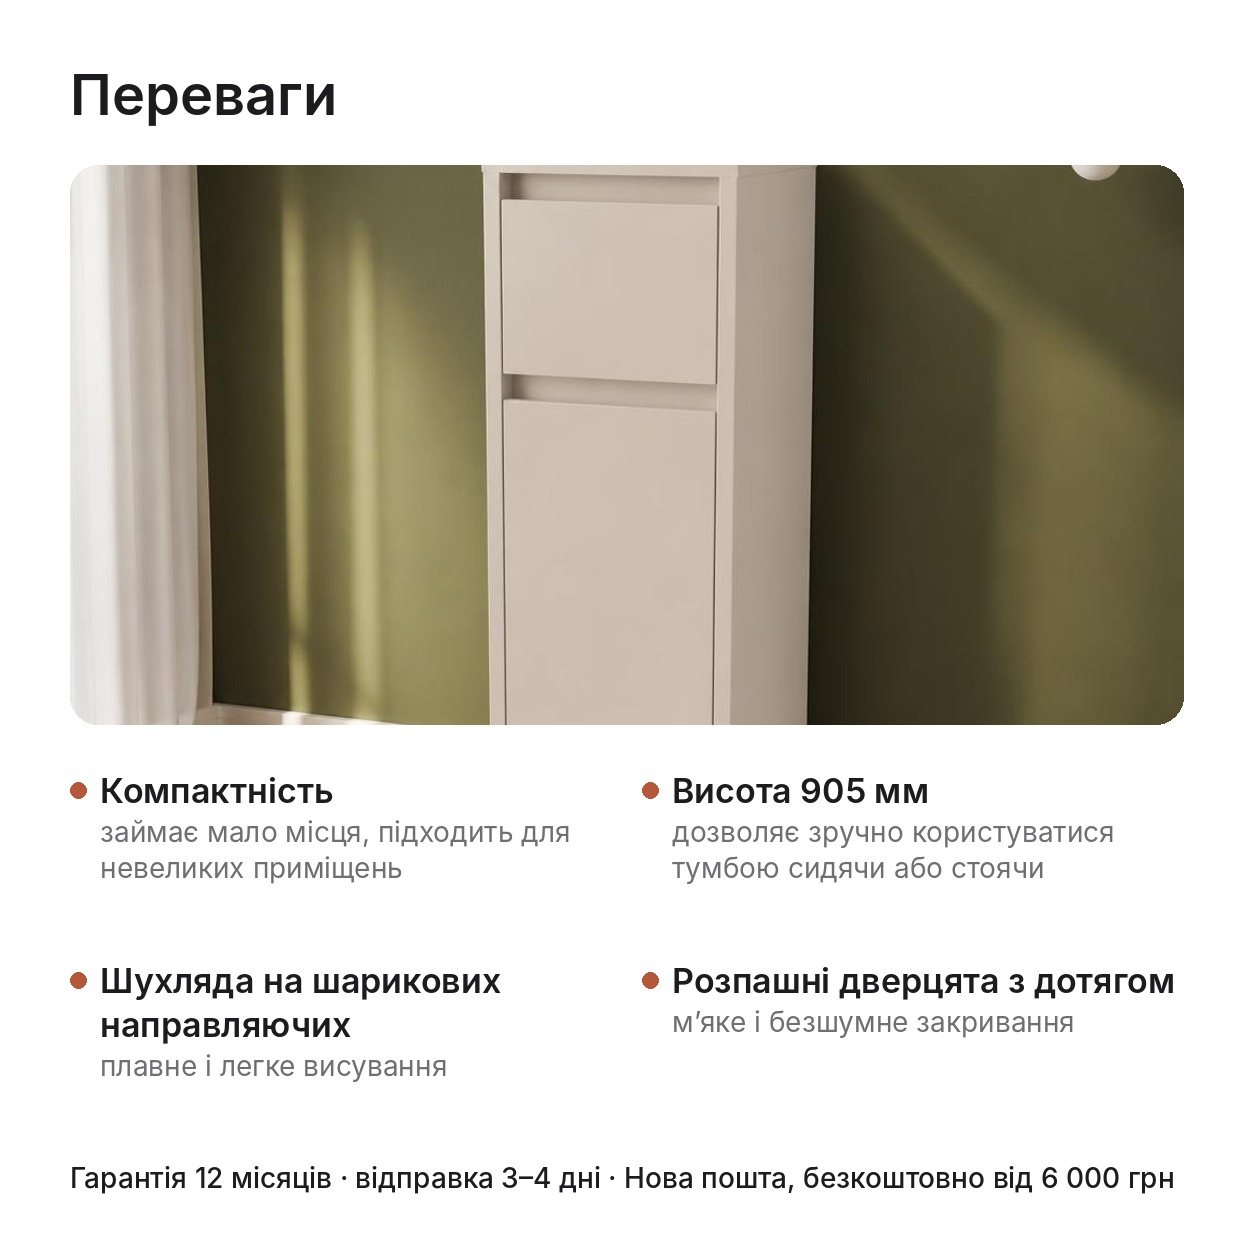 Переваги
Компактність
займає мало місця, підходить для
невеликих приміщень
Висота 905 мм
дозволяє зручно користуватися
тумбою сидячи або стоячи
Шухляда на шарикових
направляючих
плавне і легке висування
Розпашні дверцята з дотягом
м’яке і безшумне закривання
Гарантія 12 місяців · відправка 3–4 дні · Нова пошта, безкоштовно від 6 000 грн